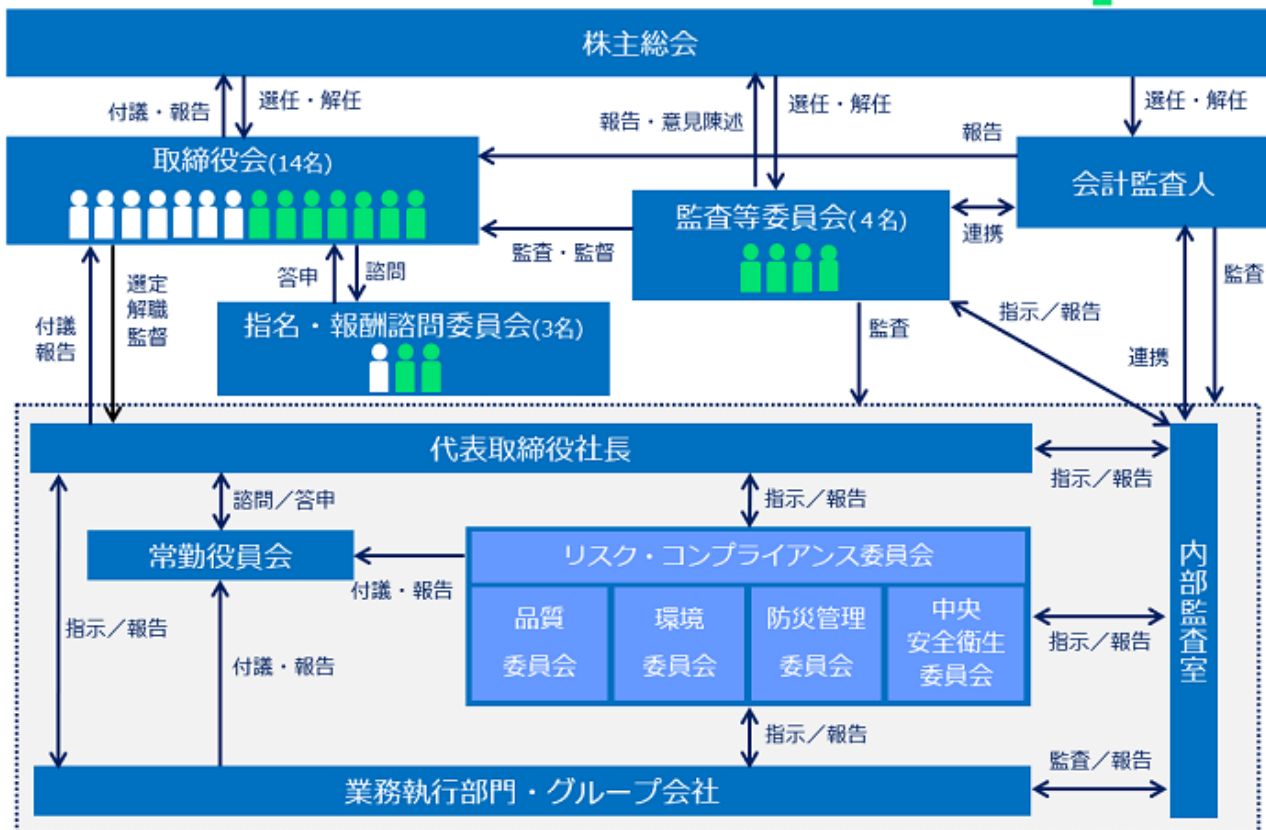 株主総会
付議・報告
選任・解任
報告・意見陳述
選任・解任
選任・解任
報告
取締役会(14名)
会計監査人
監査等委員会(4名)
連携
監査・監督
答申
諮問
選定
解職
監督
付議
報告
指名・報酬諮問委員会(3名)
監査
指示／報告
監査
連携
代表取締役社長
指示／報告
諮問／答申
指示／報告
常勤役員会
付議・報告
リスク・コンプライアンス委員会
品質
委員会
環境
委員会
防災管理
委員会
中央
安全衛生
委員会
内部監査室
指示／報告
指示／報告
付議・報告
指示／報告
監査／報告
業務執行部門・グループ会社